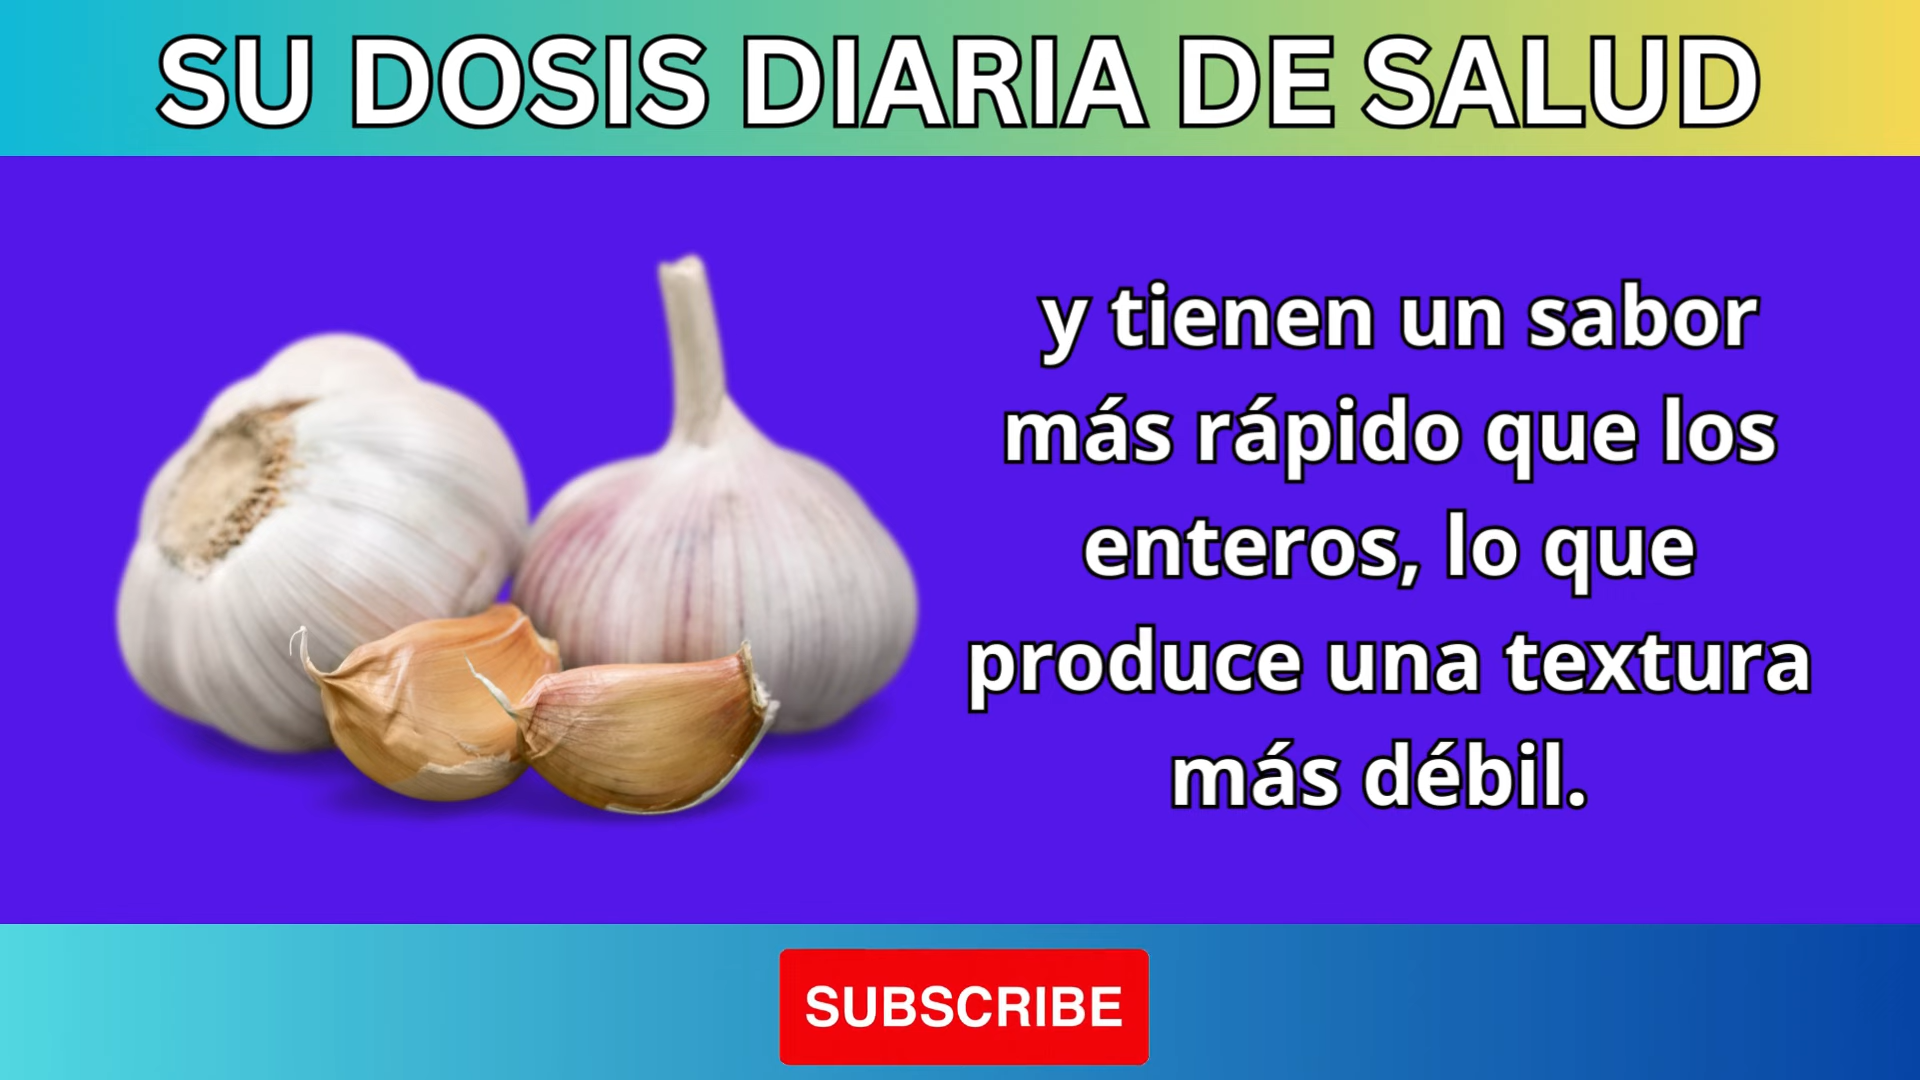 SU DOSIS DIARIA DE SALUD
y tienen un sabor
más rápido que los
enteros, lo que
produce una textura
más débil.
SUBSCRIBE